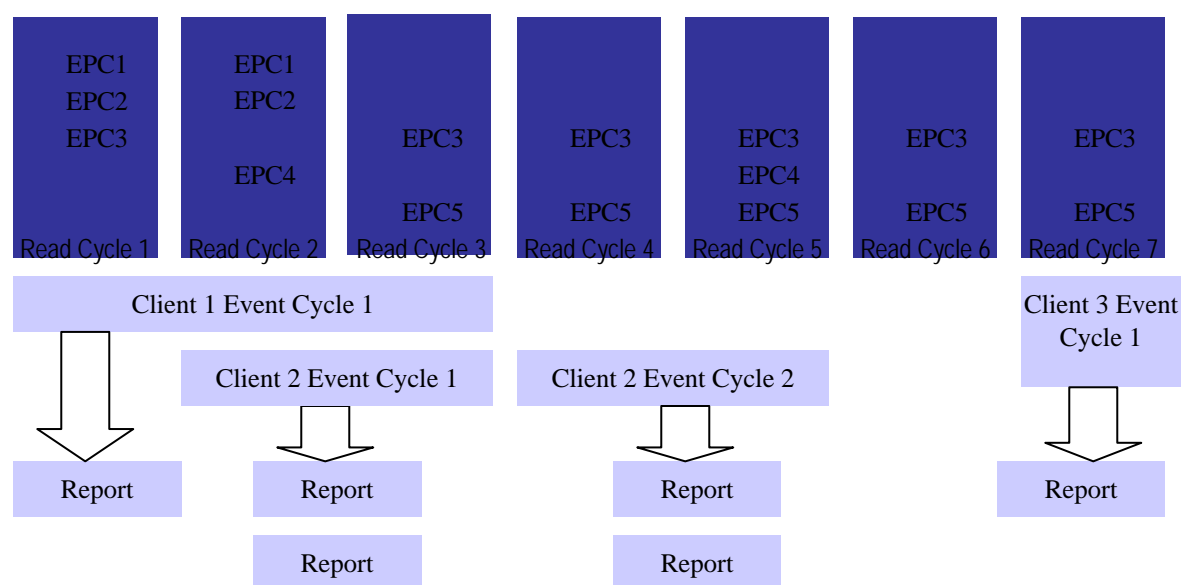 EPC1
EPC2
EPC3
Read Cycle 1
EPC1
EPC2
EPC4
Read Cycle 2
EPC3
EPC5
Read Cycle 3
EPC3
EPC5
Read Cycle 4
EPC3
EPC4
EPC5
Read Cycle 5
EPC3
EPC5
Read Cycle 6
EPC3
EPC5
Read Cycle 7
Client 1 Event Cycle 1
Client 3 Event
Cycle 1
Client 2 Event Cycle 1
Client 2 Event Cycle 2
Report
Report
Report
Report
Report
Report